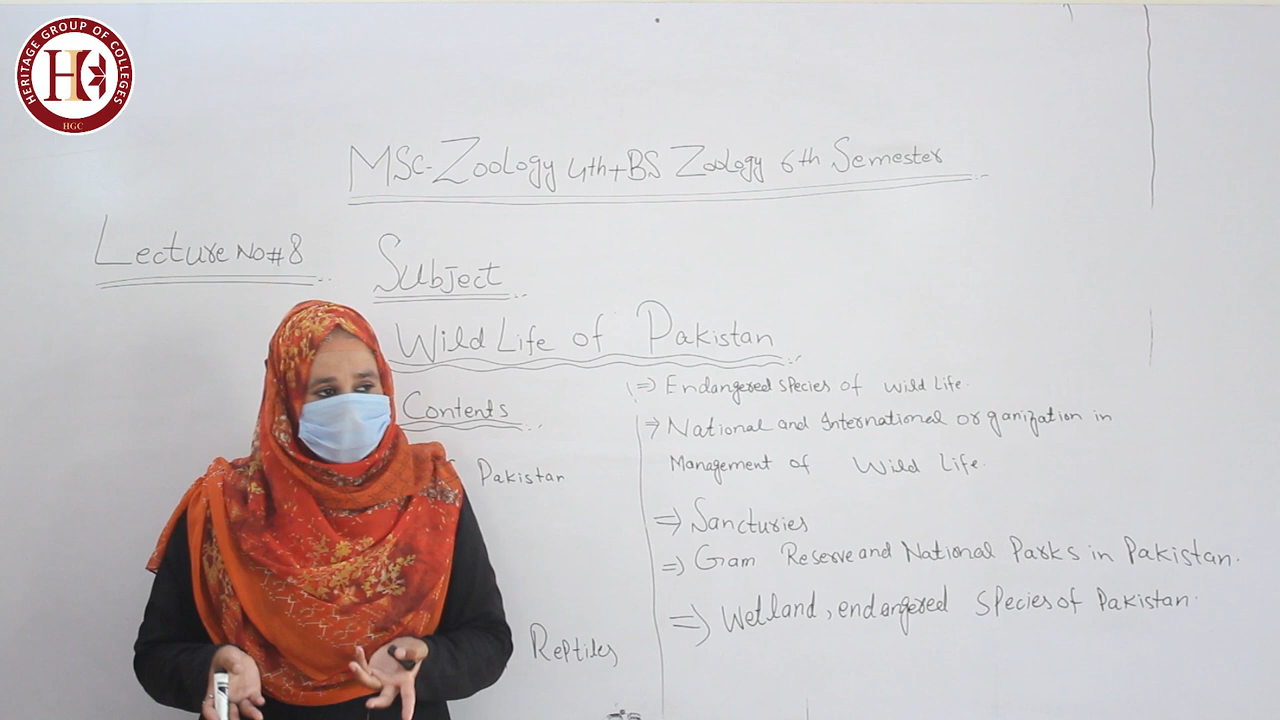 HERITAGE GROUP OF COLLEGES
HGC
MSc-Zoology 4th+BS Zoology 6th Semester
Lecture No#8
Subject
Wild Life of Pakistan
Contents
Pakistan
Reptiles
=> Endangered species of wild Life.
=> National and International organization in
Management of Wild Life.
=> Sancturies
=> Gam Reserve and National Parks in Pakistan.
=> Wetland, endangered species of Pakistan.